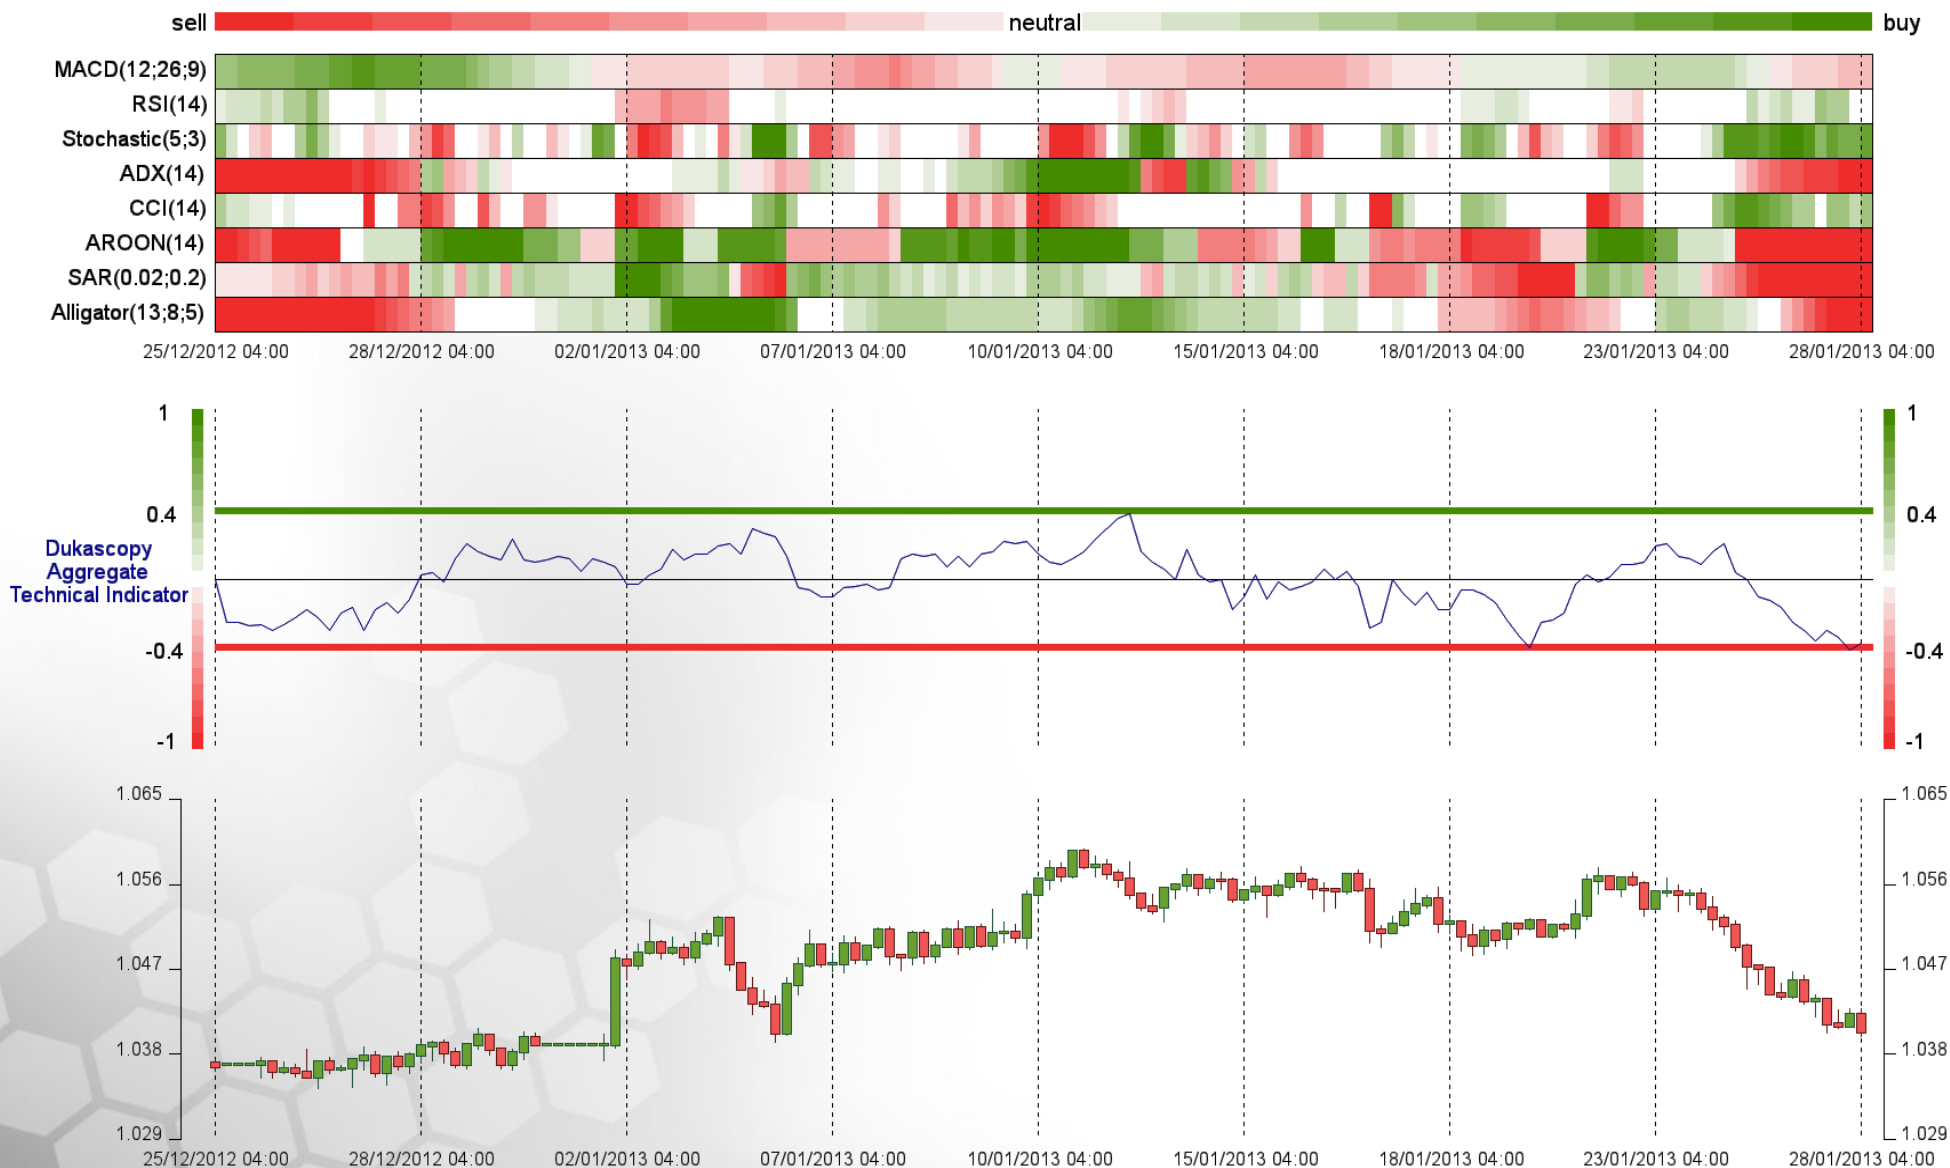 sell neutral buy
MACD(12;26;9)
RSI(14)
Stochastic(5;3)
ADX(14)
CCI(14)
AROON(14)
SAR(0.02;0.2)
Alligator(13;8;5)
25/12/2012 04:00 28/12/2012 04:00 02/01/2013 04:00 07/01/2013 04:00 10/01/2013 04:00 15/01/2013 04:00 18/01/2013 04:00 23/01/2013 04:00 28/01/2013 04:00
1 1
0.4 0.4
Dukascopy
Aggregate
Technical Indicator
-0.4 -0.4
-1 -1
1.065 1.065
1.056 1.056
1.047 1.047
1.038 1.038
1.029 1.029
25/12/2012 04:00 28/12/2012 04:00 02/01/2013 04:00 07/01/2013 04:00 10/01/2013 04:00 15/01/2013 04:00 18/01/2013 04:00 23/01/2013 04:00 28/01/2013 04:00